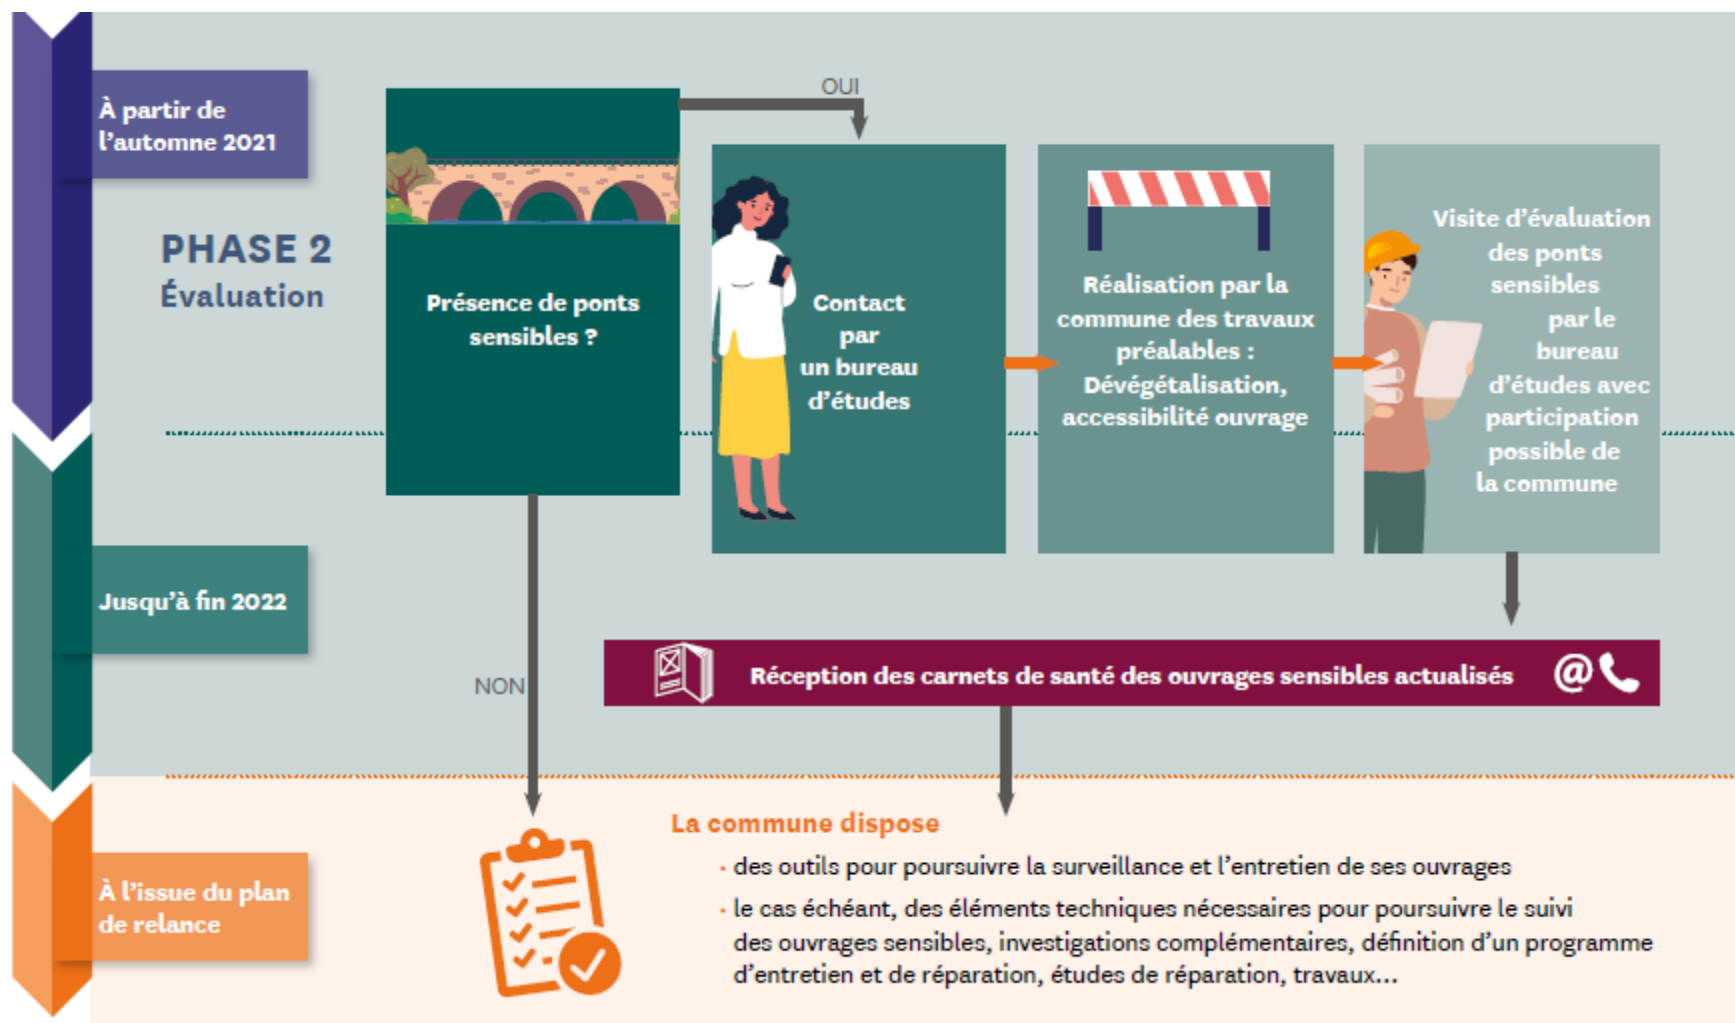 À partir de
l'automne 2021
PHASE 2
Évaluation
Présence de ponts
sensibles ?
OUI
Contact
par
un bureau
d'études
Réalisation par la
commune des travaux
préalables :
Dévégétalisation,
accessibilité ouvrage
Visite d'évaluation
des ponts
sensibles
par le
bureau
d'études avec
participation
possible de
la commune
Jusqu'à fin 2022
NON
Réception des carnets de santé des ouvrages sensibles actualisés @
À l'issue du plan
de relance
La commune dispose
· des outils pour poursuivre la surveillance et l'entretien de ses ouvrages
· le cas échéant, des éléments techniques nécessaires pour poursuivre le suivi
des ouvrages sensibles, investigations complémentaires, définition d'un programme
d'entretien et de réparation, études de réparation, travaux...